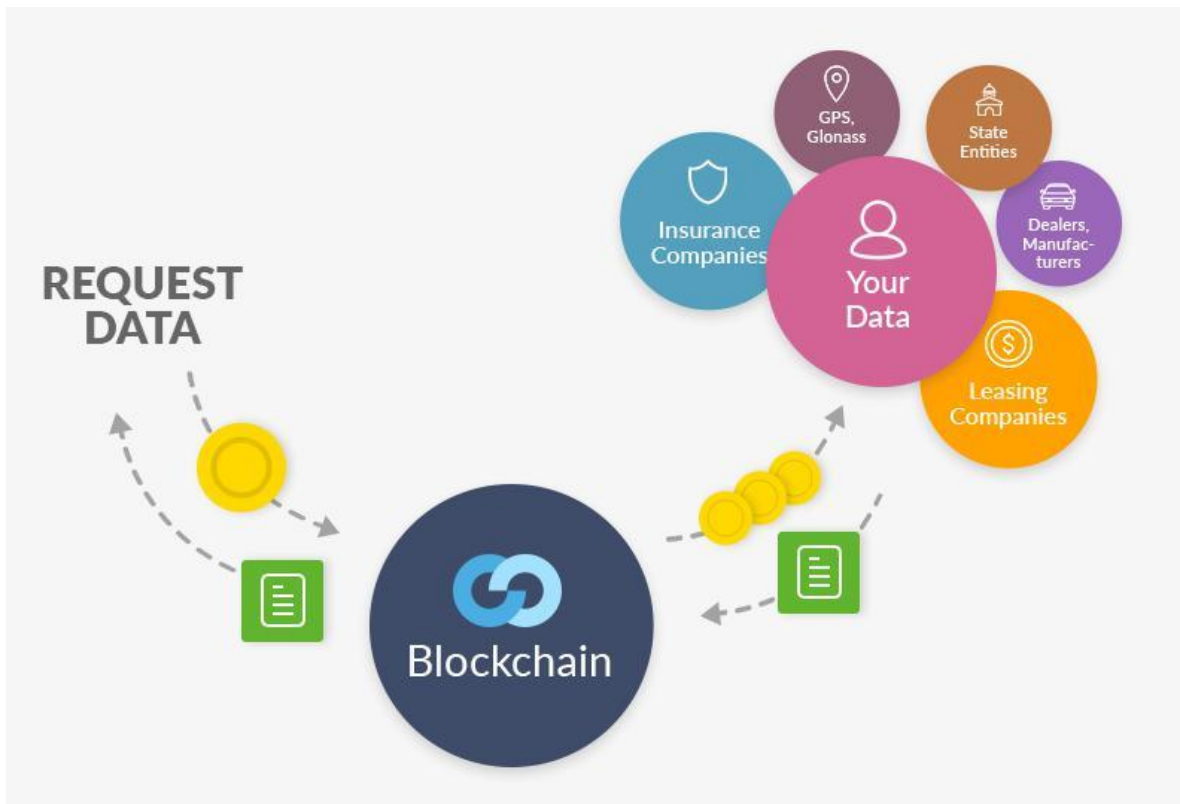 REQUEST
DATA
Blockchain
Insurance
Companies
GPS,
Glonass
State
Entities
Dealers,
Manufac-
turers
Your
Data
Leasing
Companies